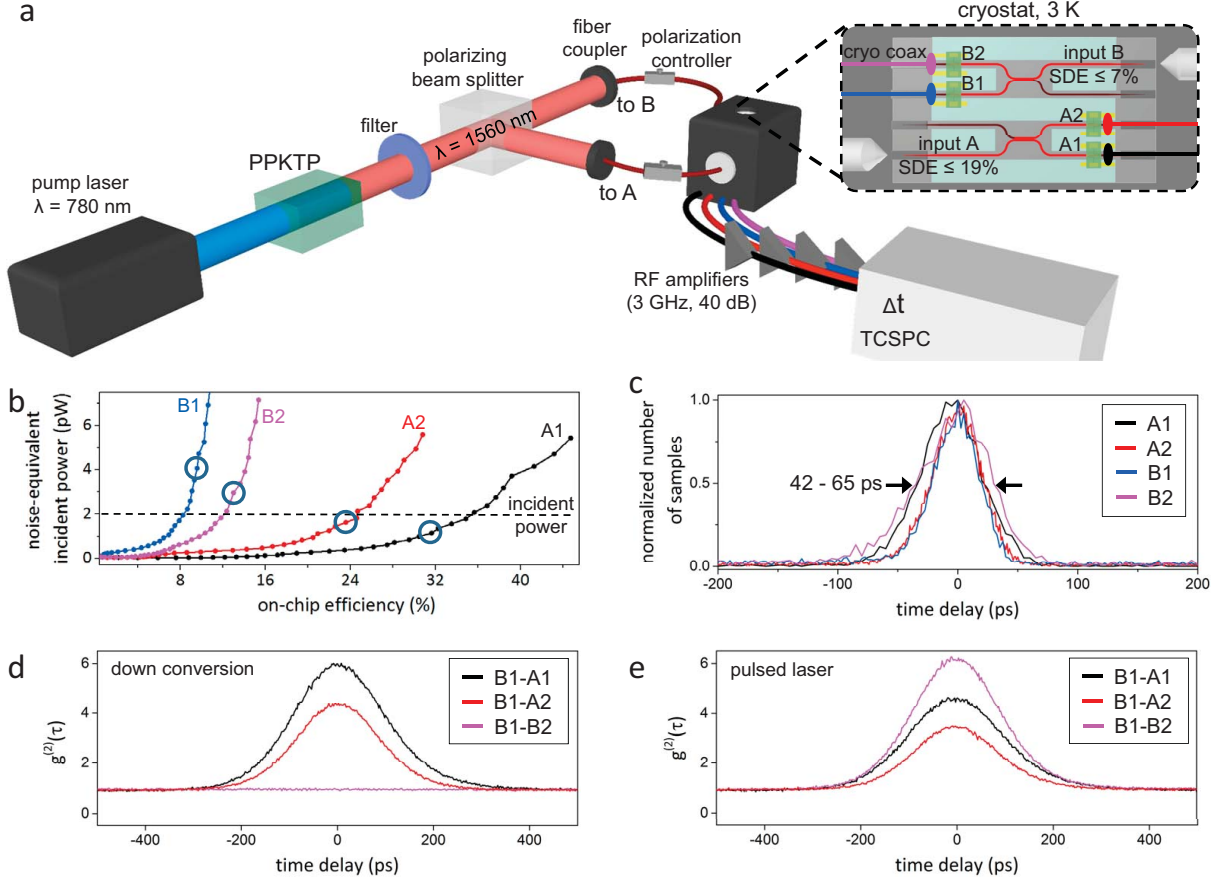 a
cryostat, 3 K
fiber
coupler
polarization
controller
polarizing
beam splitter
cryo coax
B2
input B
B1
SDE ≤ 7%
A2
input A
A1
SDE ≤ 19%
to B
λ = 1560 nm
filter
PPKTP
to A
pump laser
λ = 780 nm
RF amplifiers
(3 GHz, 40 dB)
Δt
TCSPC
b
noise-equivalent
incident power (pW)
6
4
2
0
B1
B2
A2
A1
incident
power
8
16
24
32
40
on-chip efficiency (%)
c
normalized number
of samples
1.0
0.5
0.0
42 - 65 ps
A1
A2
B1
B2
-200
-100
0
100
200
time delay (ps)
d
down conversion
g(2)(τ)
6
4
2
0
B1-A1
B1-A2
B1-B2
-400
-200
0
200
400
time delay (ps)
e
pulsed laser
g(2)(τ)
6
4
2
0
B1-A1
B1-A2
B1-B2
-400
-200
0
200
400
time delay (ps)